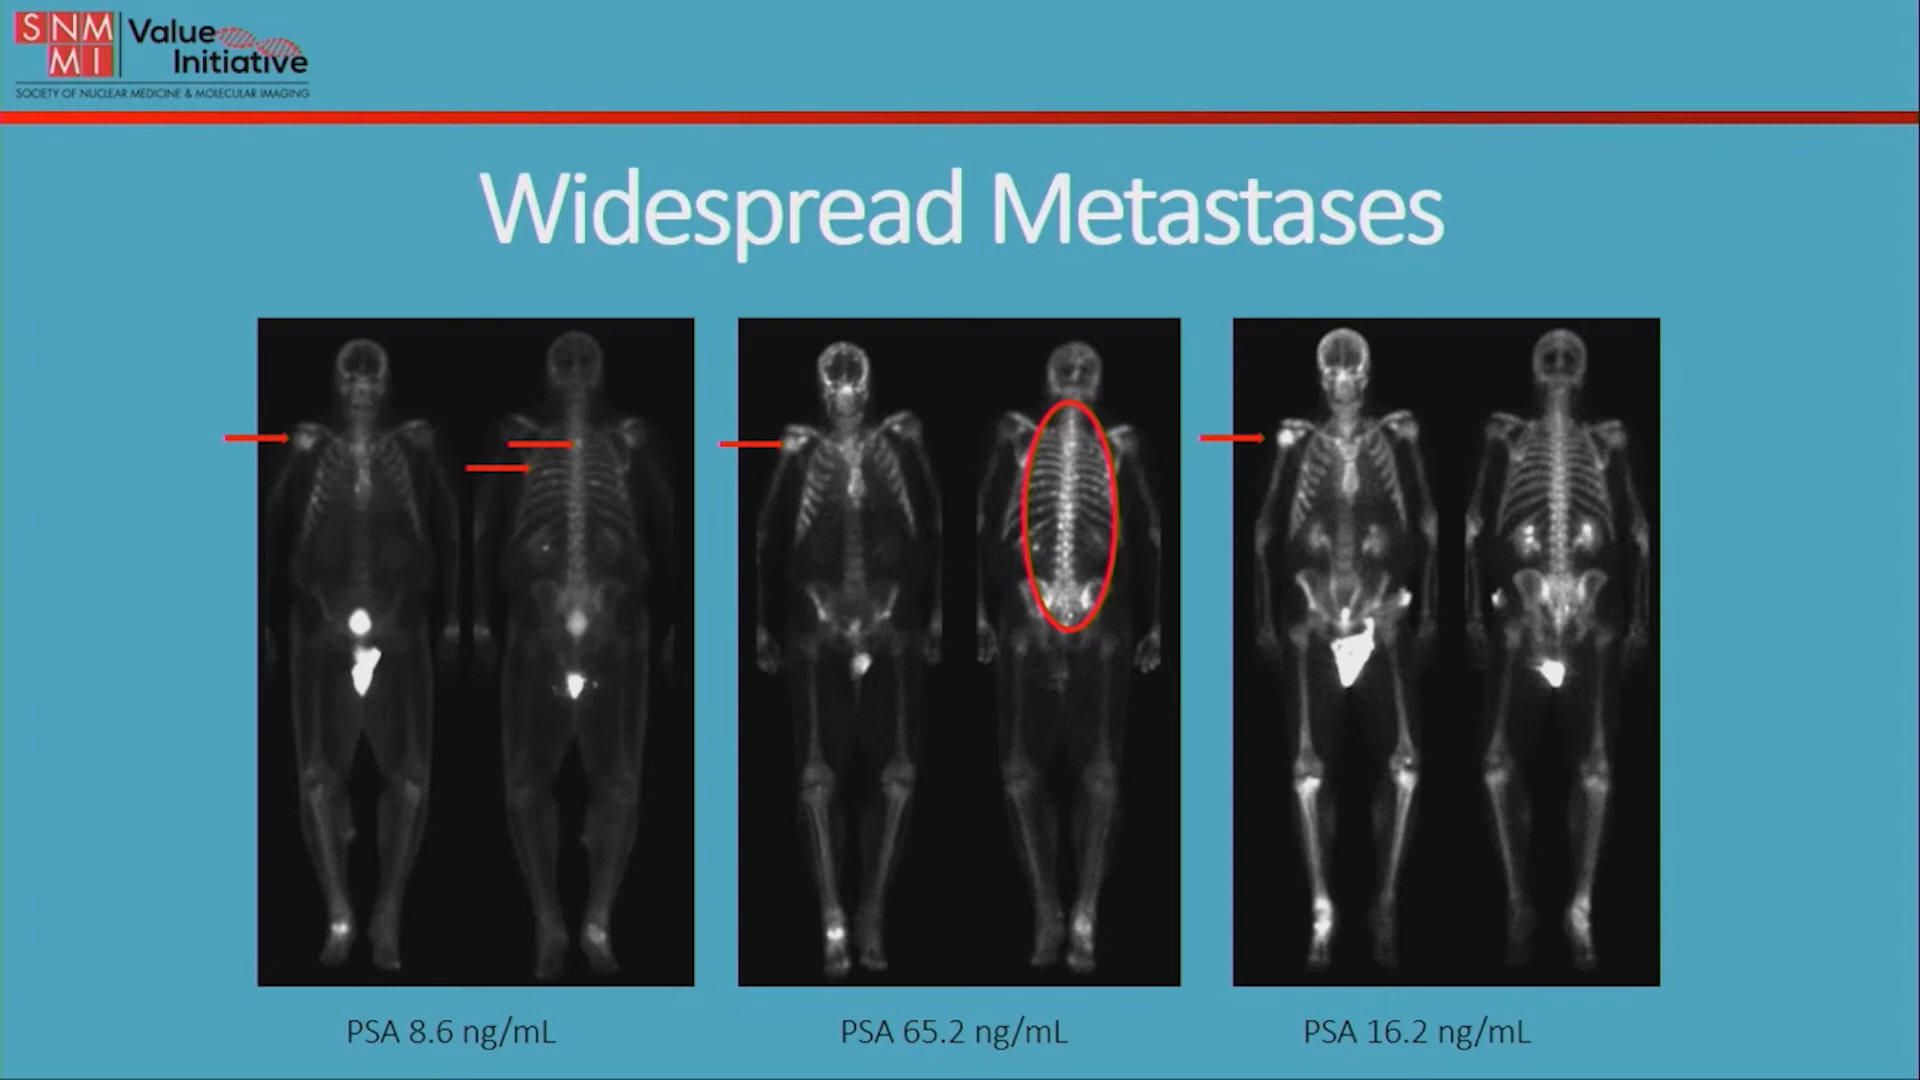 SNM
MI
Value
Initiative
SOCIETY OF NUCLEAR MEDICINE & MOLECULAR IMAGING
Widespread Metastases
PSA 8.6 ng/mL
PSA 65.2 ng/mL
PSA 16.2 ng/mL